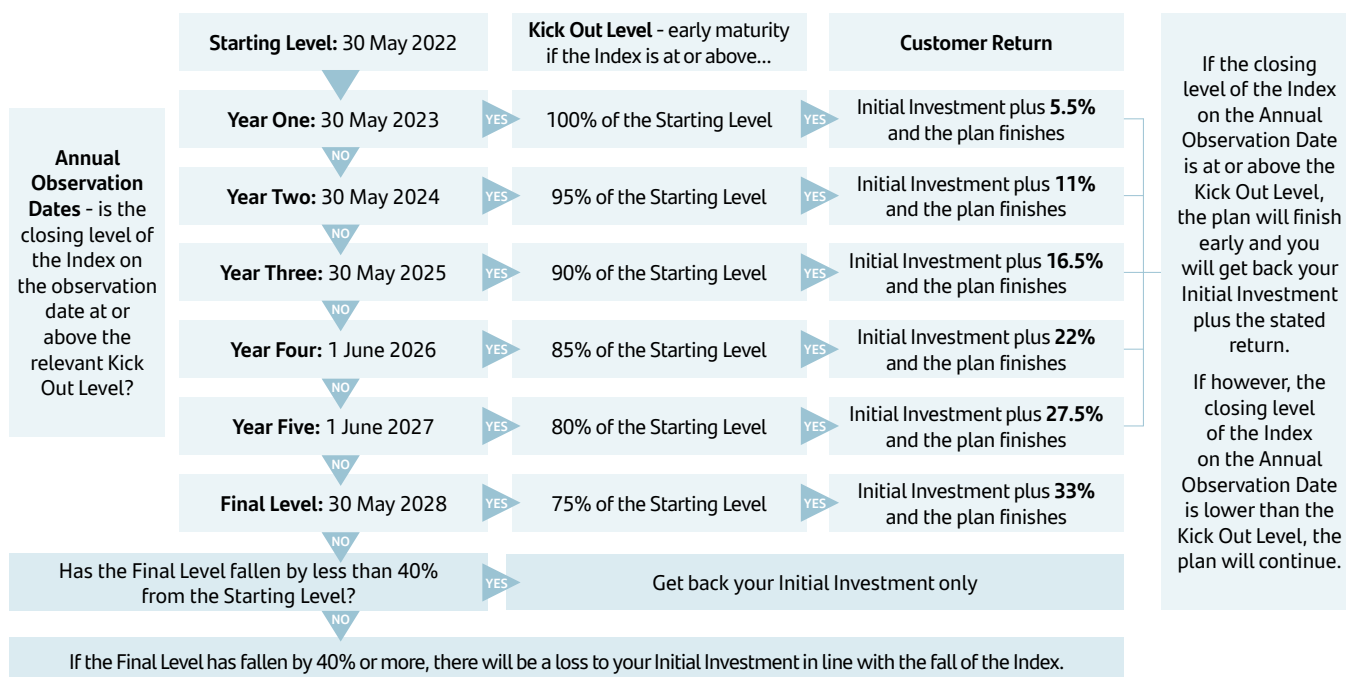 Starting Level: 30 May 2022
Kick Out Level - early maturity
if the Index is at or above...
Customer Return
Annual
Observation
Dates - is the
closing level of
the Index on
the observation
date at or
above the
relevant Kick
Out Level?
Year One: 30 May 2023
YES
100% of the Starting Level
YES
Initial Investment plus 5.5%
and the plan finishes
NO
Year Two: 30 May 2024
YES
95% of the Starting Level
YES
Initial Investment plus 11%
and the plan finishes
NO
Year Three: 30 May 2025
YES
90% of the Starting Level
YES
Initial Investment plus 16.5%
and the plan finishes
NO
Year Four: 1 June 2026
YES
85% of the Starting Level
YES
Initial Investment plus 22%
and the plan finishes
NO
Year Five: 1 June 2027
YES
80% of the Starting Level
YES
Initial Investment plus 27.5%
and the plan finishes
NO
Final Level: 30 May 2028
YES
75% of the Starting Level
YES
Initial Investment plus 33%
and the plan finishes
NO
Has the Final Level fallen by less than 40%
from the Starting Level?
YES
Get back your Initial Investment only
NO
If the Final Level has fallen by 40% or more, there will be a loss to your Initial Investment in line with the fall of the Index.
If the closing
level of the Index
on the Annual
Observation Date
is at or above the
Kick Out Level,
the plan will finish
early and you
will get back your
Initial Investment
plus the stated
return.
If however, the
closing level
of the Index
on the Annual
Observation Date
is lower than the
Kick Out Level, the
plan will continue.